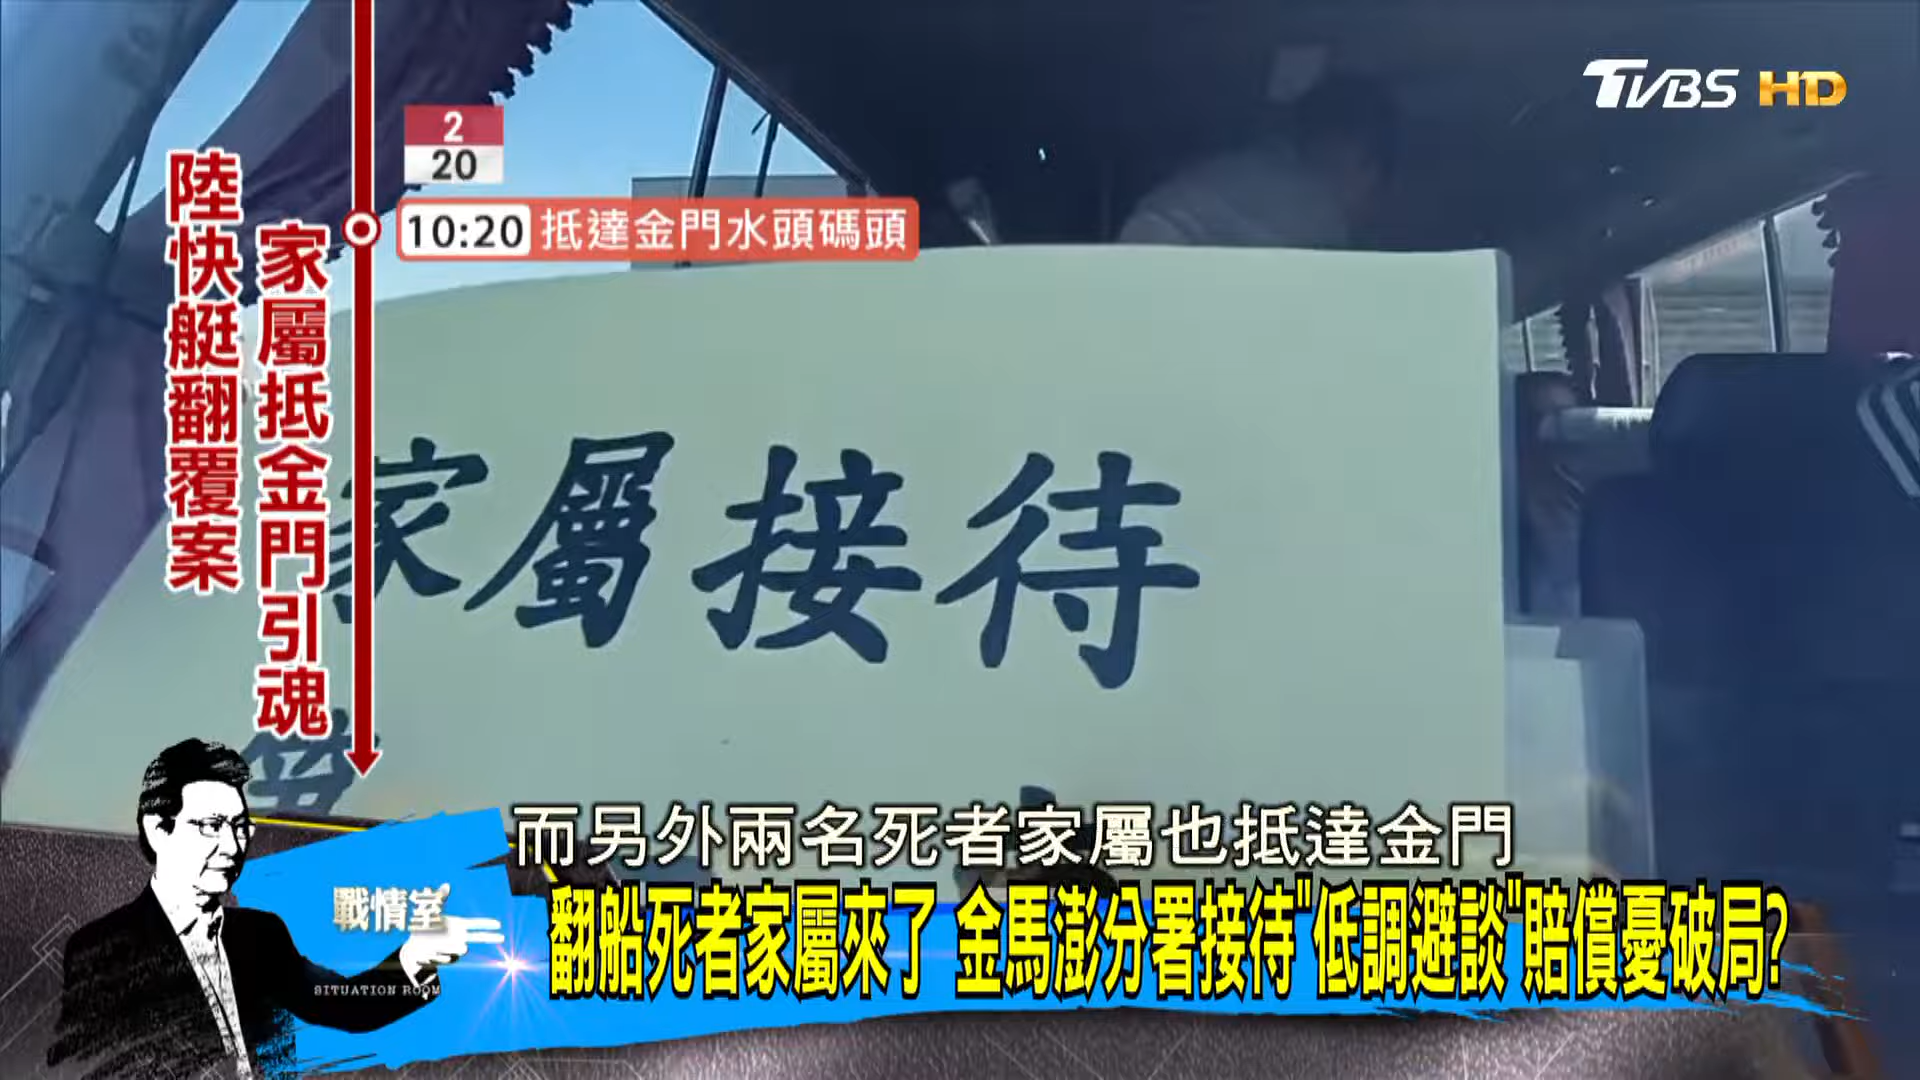 TVBS HD
2
20
10:20 抵達金門水頭碼頭
陸快艇翻覆案
家屬抵金門引魂
家屬接待
而另外兩名死者家屬也抵達金門
戰情室
SITUATION ROOM
翻船死者家屬來了 金馬澎分署接待"低調避談"賠償憂破局?